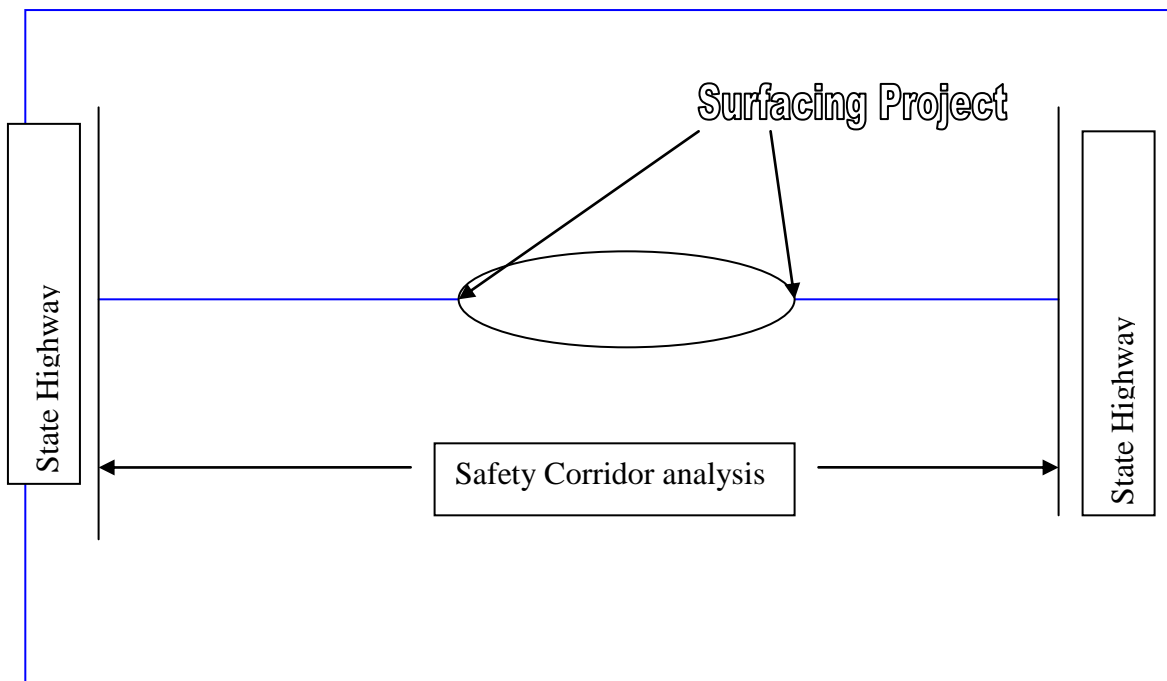 Surfacing Project
State Highway
State Highway
Safety Corridor analysis